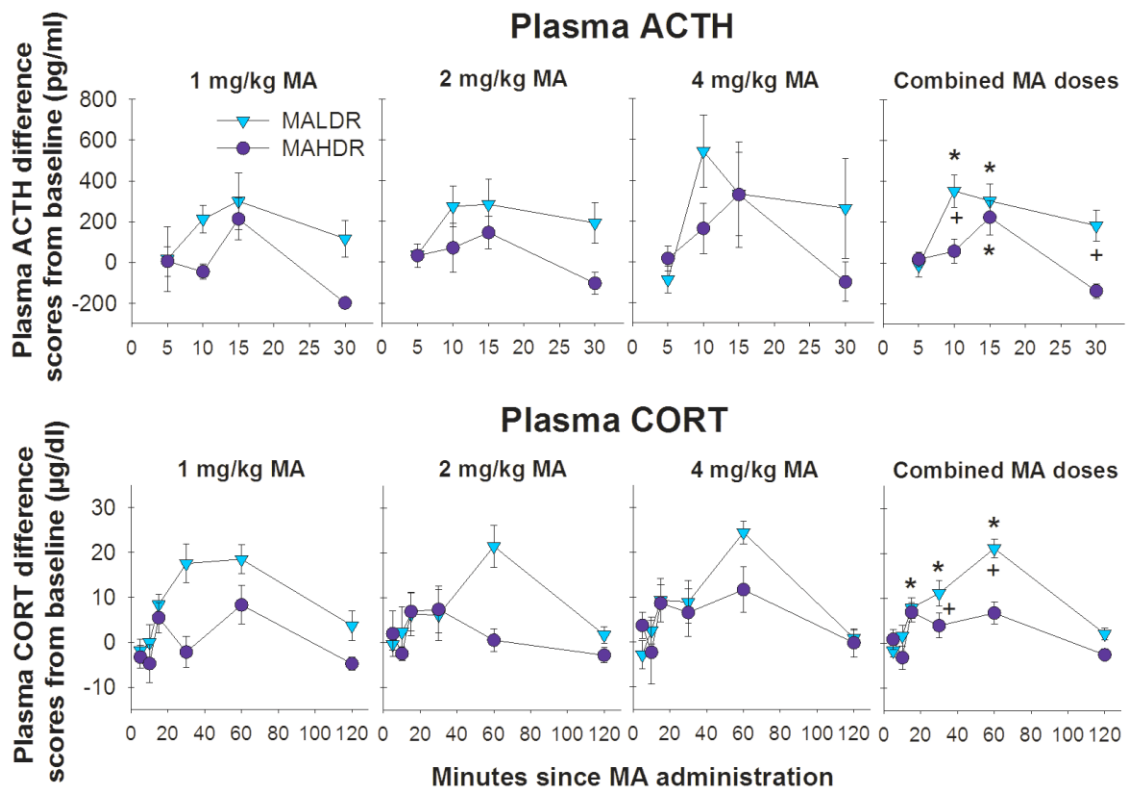 Plasma ACTH
1 mg/kg MA 2 mg/kg MA 4 mg/kg MA Combined MA doses
Plasma ACTH difference
scores from baseline (pg/ml)
800
600
400
200
0
-200
MALDR
MAHDR
* *
+
* +
0 5 10 15 20 25 30 0 5 10 15 20 25 30 0 5 10 15 20 25 30 0 5 10 15 20 25 30
Plasma CORT
1 mg/kg MA 2 mg/kg MA 4 mg/kg MA Combined MA doses
Plasma CORT difference
scores from baseline (µg/dl)
30
20
10
0
-10
*
* * +
+
0 20 40 60 80 100 120 0 20 40 60 80 100 120 0 20 40 60 80 100 120 0 20 40 60 80 100 120
Minutes since MA administration